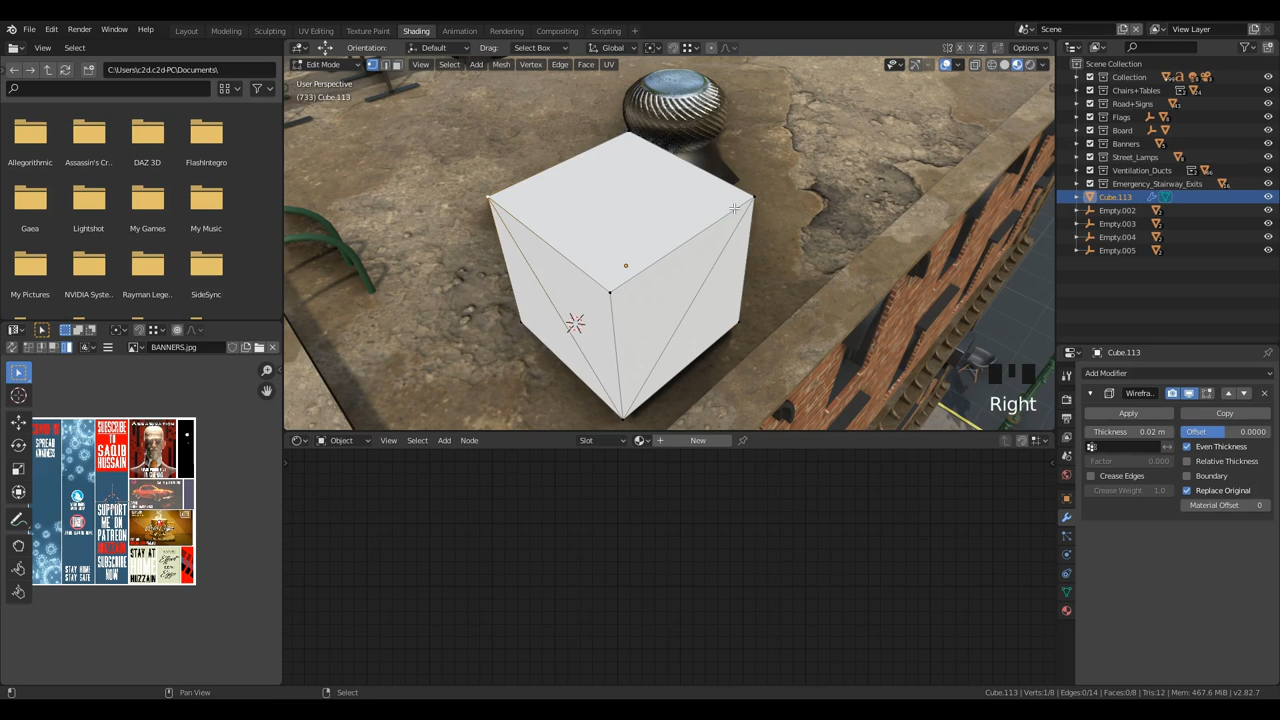 File Edit Render Window Help
Layout Modeling Sculpting UV Editing Texture Paint Shading Animation Rendering Compositing Scripting
Scene View Layer
View Select
Orientation: Default Drag: Select Box Global X Y Z Options
Edit Mode View Select Add Mesh Vertex Edge Face UV
C:\Users\c2d.c2d-PC\Documents\
User Perspective
(733) Cube.113
Allegorithmic Assassin's Cr.. DAZ 3D FlashIntegro
Gaea Lightshot My Games My Music
My Pictures NVIDIA Syste.. Rayman Lege.. SideSync
Scene Collection
Collection
Chairs+Tables
Road+Signs
Flags
Board
Banners
Street_Lamps
Ventilation_Ducts
Emergency_Stairway_Exits
Cube.113
Empty.002
Empty.003
Empty.004
Empty.005
Right
BANNERS.jpg
SPREAD
AWARENESS
SUBSCRIBE
TO
SAQIB
HUSSAIN
SUPPORT
ME ON
PATREON
SUBSCRIBE
NOW
STAY HOME
STAY SAFE
STAY AT
HOME
Object View Select Add Node Slot New
Cube.113
Add Modifier
Wirefra..
Apply Copy
Thickness 0.02 m Offset 0.0000
Even Thickness
Factor 0.000 Relative Thickness
Crease Edges Boundary
Crease Weight 1.0 Replace Original
Material Offset 0
Pan View Select
Cube.113 | Verts:1/8 | Edges:0/14 | Faces:0/8 | Tris:12 | Mem: 467.6 MiB | v2.82.7